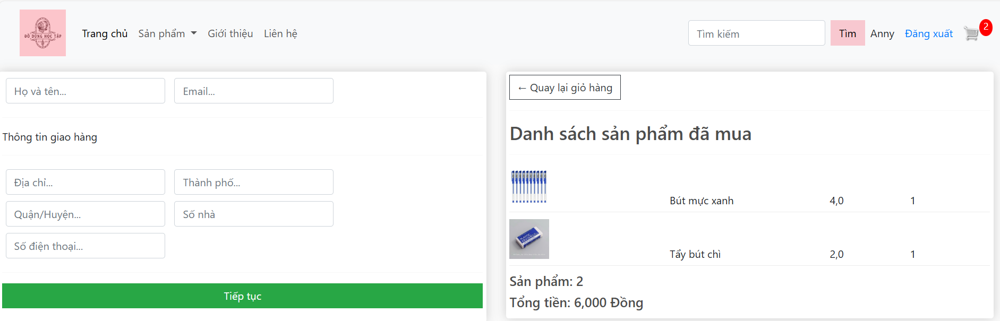 ĐỒ DÙNG HỌC TẬP
Trang chủ Sản phẩm Giới thiệu Liên hệ
Tìm kiếm Tìm Anny Đăng xuất 2
Họ và tên... Email...
Thông tin giao hàng
Địa chỉ... Thành phố...
Quận/Huyện... Số nhà
Số điện thoại...
Tiếp tục
← Quay lại giỏ hàng
Danh sách sản phẩm đã mua
Bút mực xanh 4,0 1
PLASTIC
ERASER
Tẩy bút chì 2,0 1
Sản phẩm: 2
Tổng tiền: 6,000 Đồng